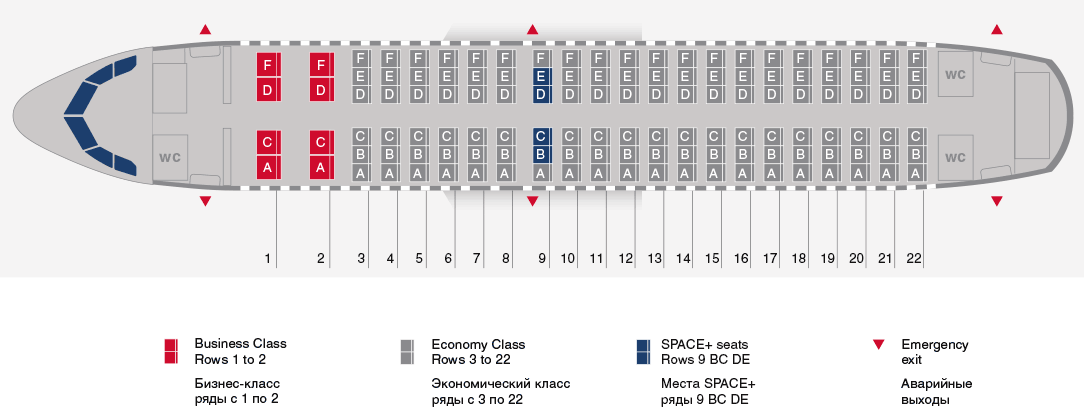 F F F F F F F F F F F F F F F F F F F F F F
E E E E E E E E E E E E E E E E E E E E
D D D D D D D D D D D D D D D D D D D D D D
WC
C C C C C C C C C C C C C C C C C C C C C C
B B B B B B B B B B B B B B B B B B B B
A A A A A A A A A A A A A A A A A A A A A A
WC WC
1 2 3 4 5 6 7 8 9 10 11 12 13 14 15 16 17 18 19 20 21 22
Business Class
Rows 1 to 2
Бизнес-класс
ряды с 1 по 2
Economy Class
Rows 3 to 22
Экономический класс
ряды с 3 по 22
SPACE+ seats
Rows 9 BC DE
Места SPACE+
ряды 9 BC DE
Emergency
exit
Аварийные
выходы